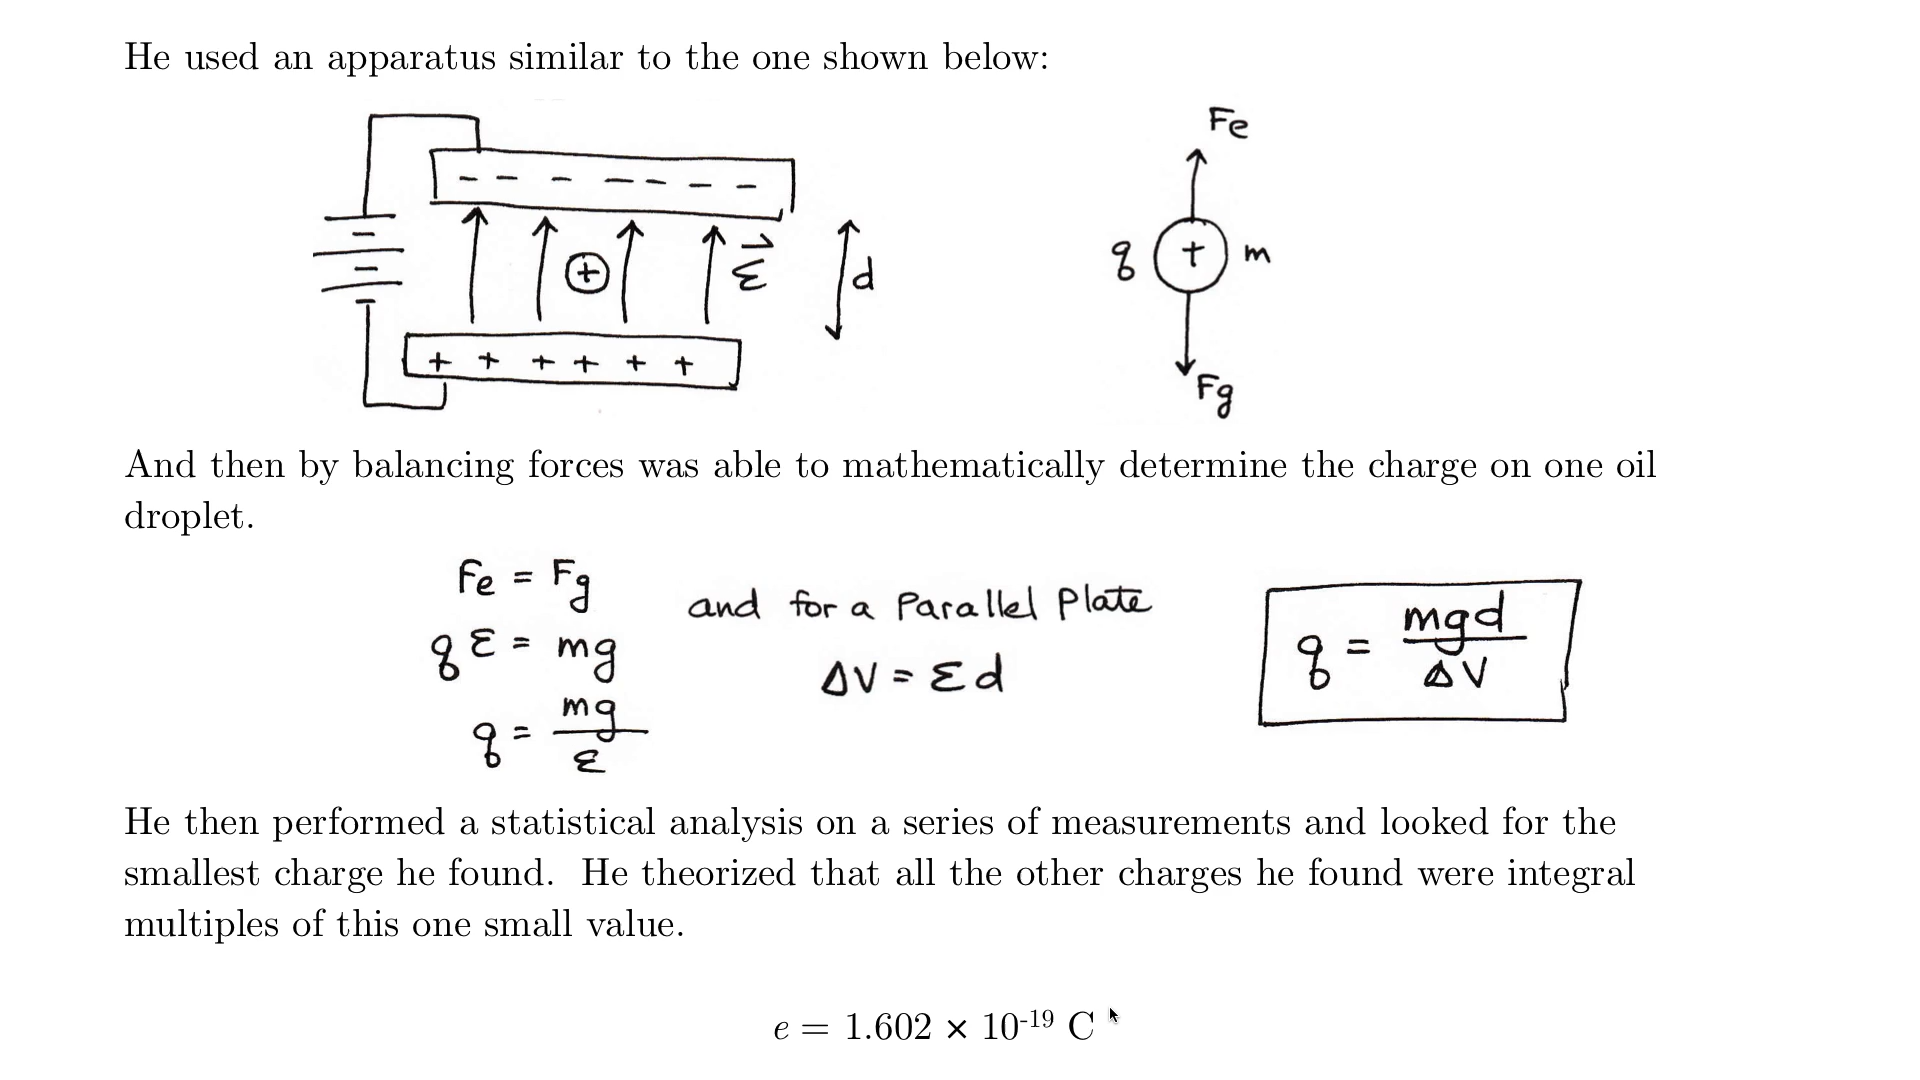 He used an apparatus similar to the one shown below:
- - - - - - -
Fe
ℰ⃗
d
q + m
+
+ + + + + +
Fg
And then by balancing forces was able to mathematically determine the charge on one oil
droplet.
Fe = Fg
qℰ = mg
q = mg/ℰ
and for a Parallel Plate
ΔV = ℰd
q = mgd/ΔV
He then performed a statistical analysis on a series of measurements and looked for the
smallest charge he found. He theorized that all the other charges he found were integral
multiples of this one small value.
e = 1.602 × 10⁻¹⁹ C